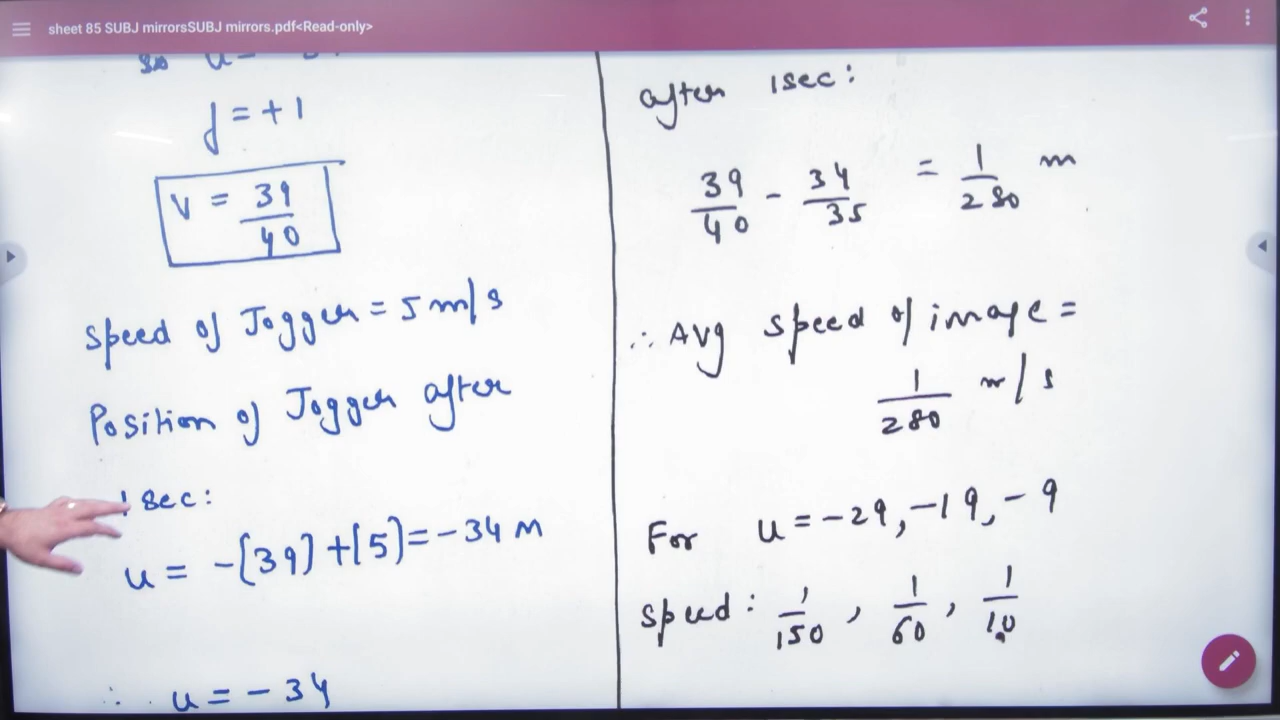 sheet 85 SUBJ mirrorsSUBJ mirrors.pdf<Read-only>
so u=
f = + 1
v = 39/40
speed of Jogger = 5 m/s
Position of Jogger after
1 sec:
u = -(39) + (5) = -34 m
∴ u = - 34
after 1sec:
39/40 - 34/35 = 1/280 m
∴ Avg speed of image =
1/280 m/s
For u = -29, -19, - 9
speed: 1/150, 1/60, 1/10